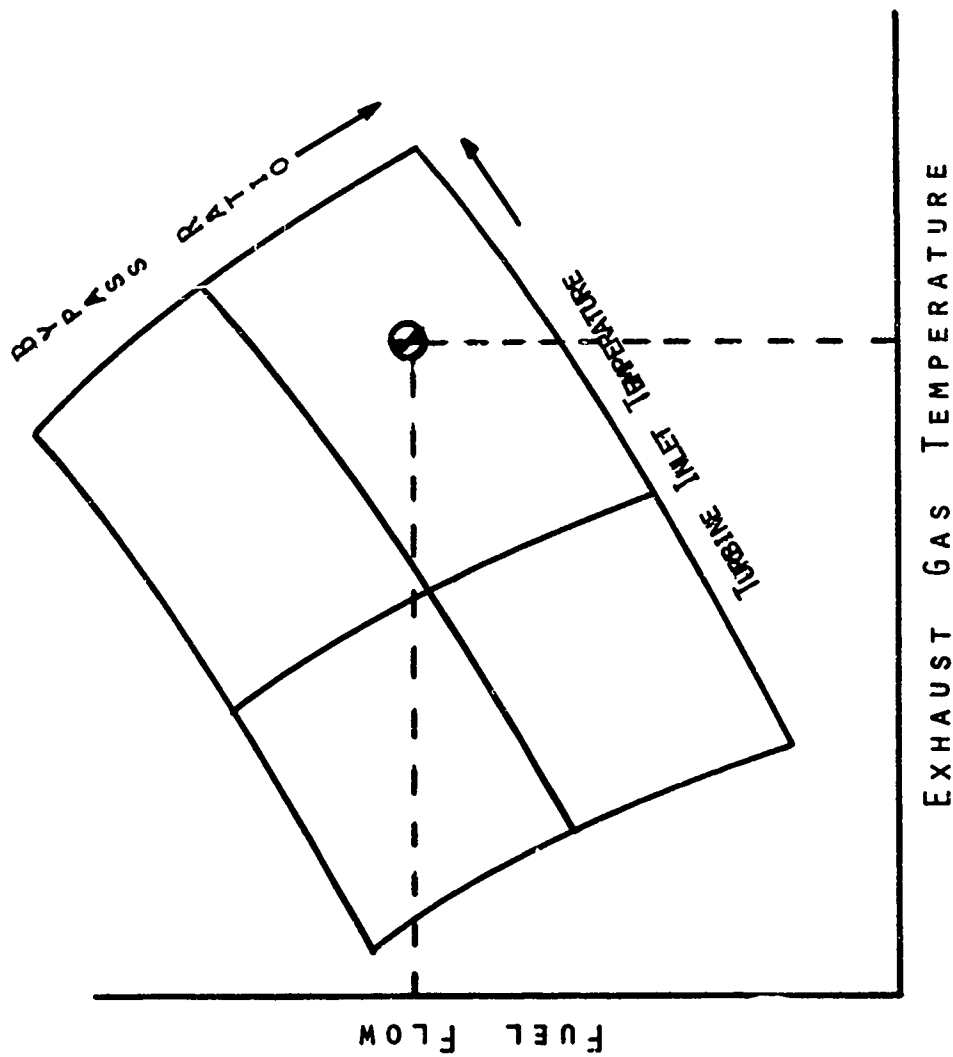 BYPASS RATIO
TURBINE INLET TEMPERATURE
EXHAUST GAS TEMPERATURE
FUEL FLOW